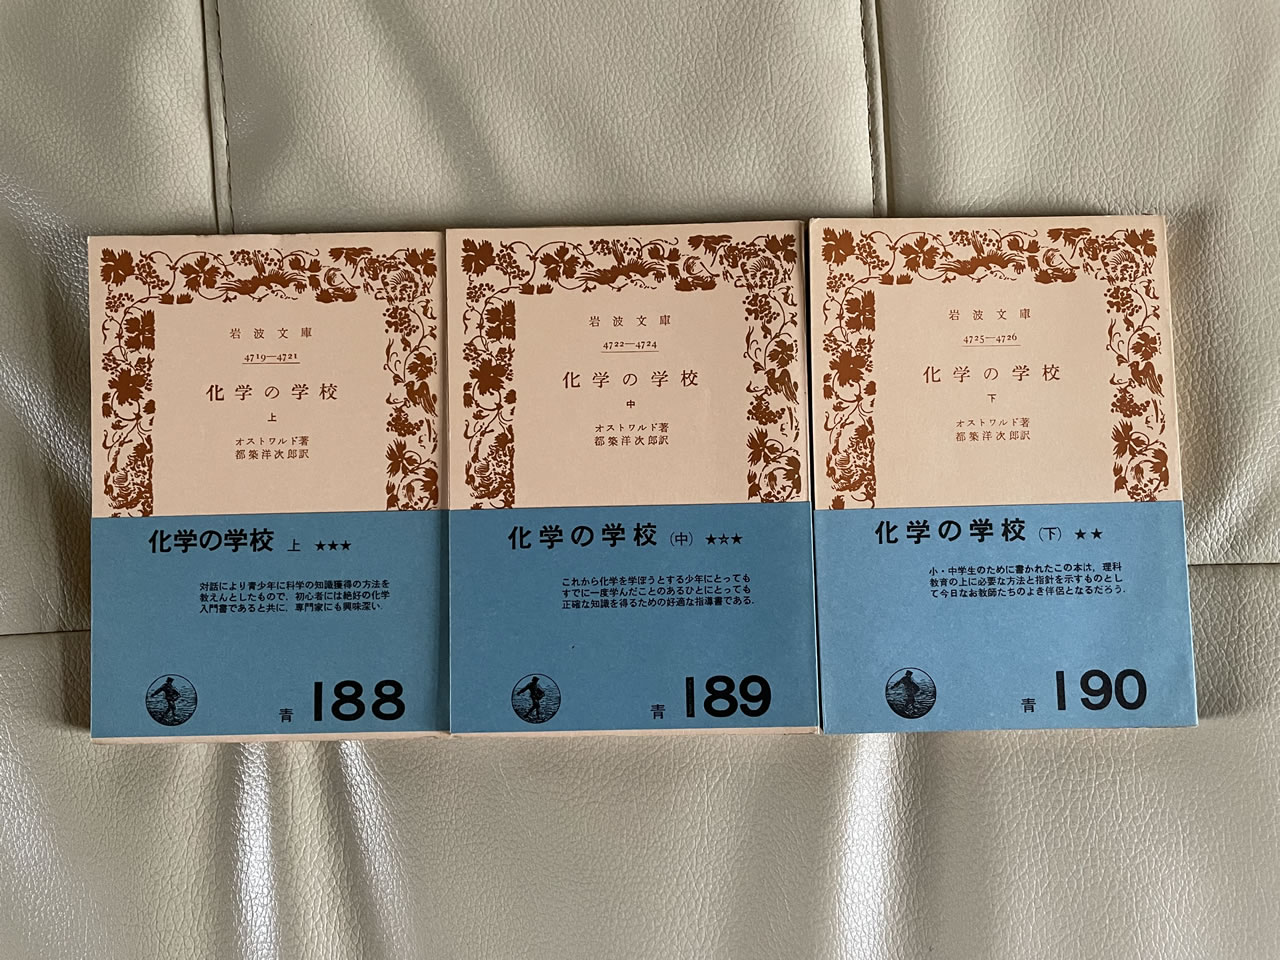 岩波文庫
4719―4721
化学の学校
上
オストワルド著
都築洋次郎訳
化学の学校 上 ★★★
対話により青少年に科学の知識獲得の方法を
教えんとしたもので，初心者には絶好の化学
入門書であると共に，専門家にも興味深い．
青 188
岩波文庫
4722―4724
化学の学校
中
オストワルド著
都築洋次郎訳
化学の学校（中）★☆★
これから化学を学ぼうとする少年にとっても
すでに一度学んだことのあるひとにとっても
正確な知識を得るための好適な指導書である．
青 189
岩波文庫
4725―4726
化学の学校
下
オストワルド著
都築洋次郎訳
化学の学校（下）★★
小・中学生のために書かれたこの本は，理科
教育の上に必要な方法と指針を示すものとし
て今日なお教師たちのよき伴侶となるだろう．
青 190